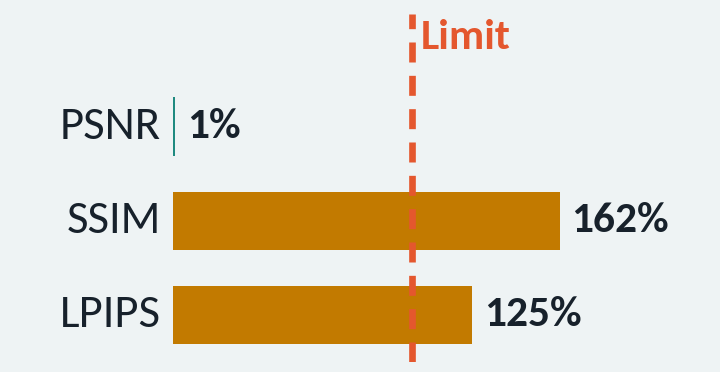 Limit
PSNR 1%
SSIM 162%
LPIPS 125%